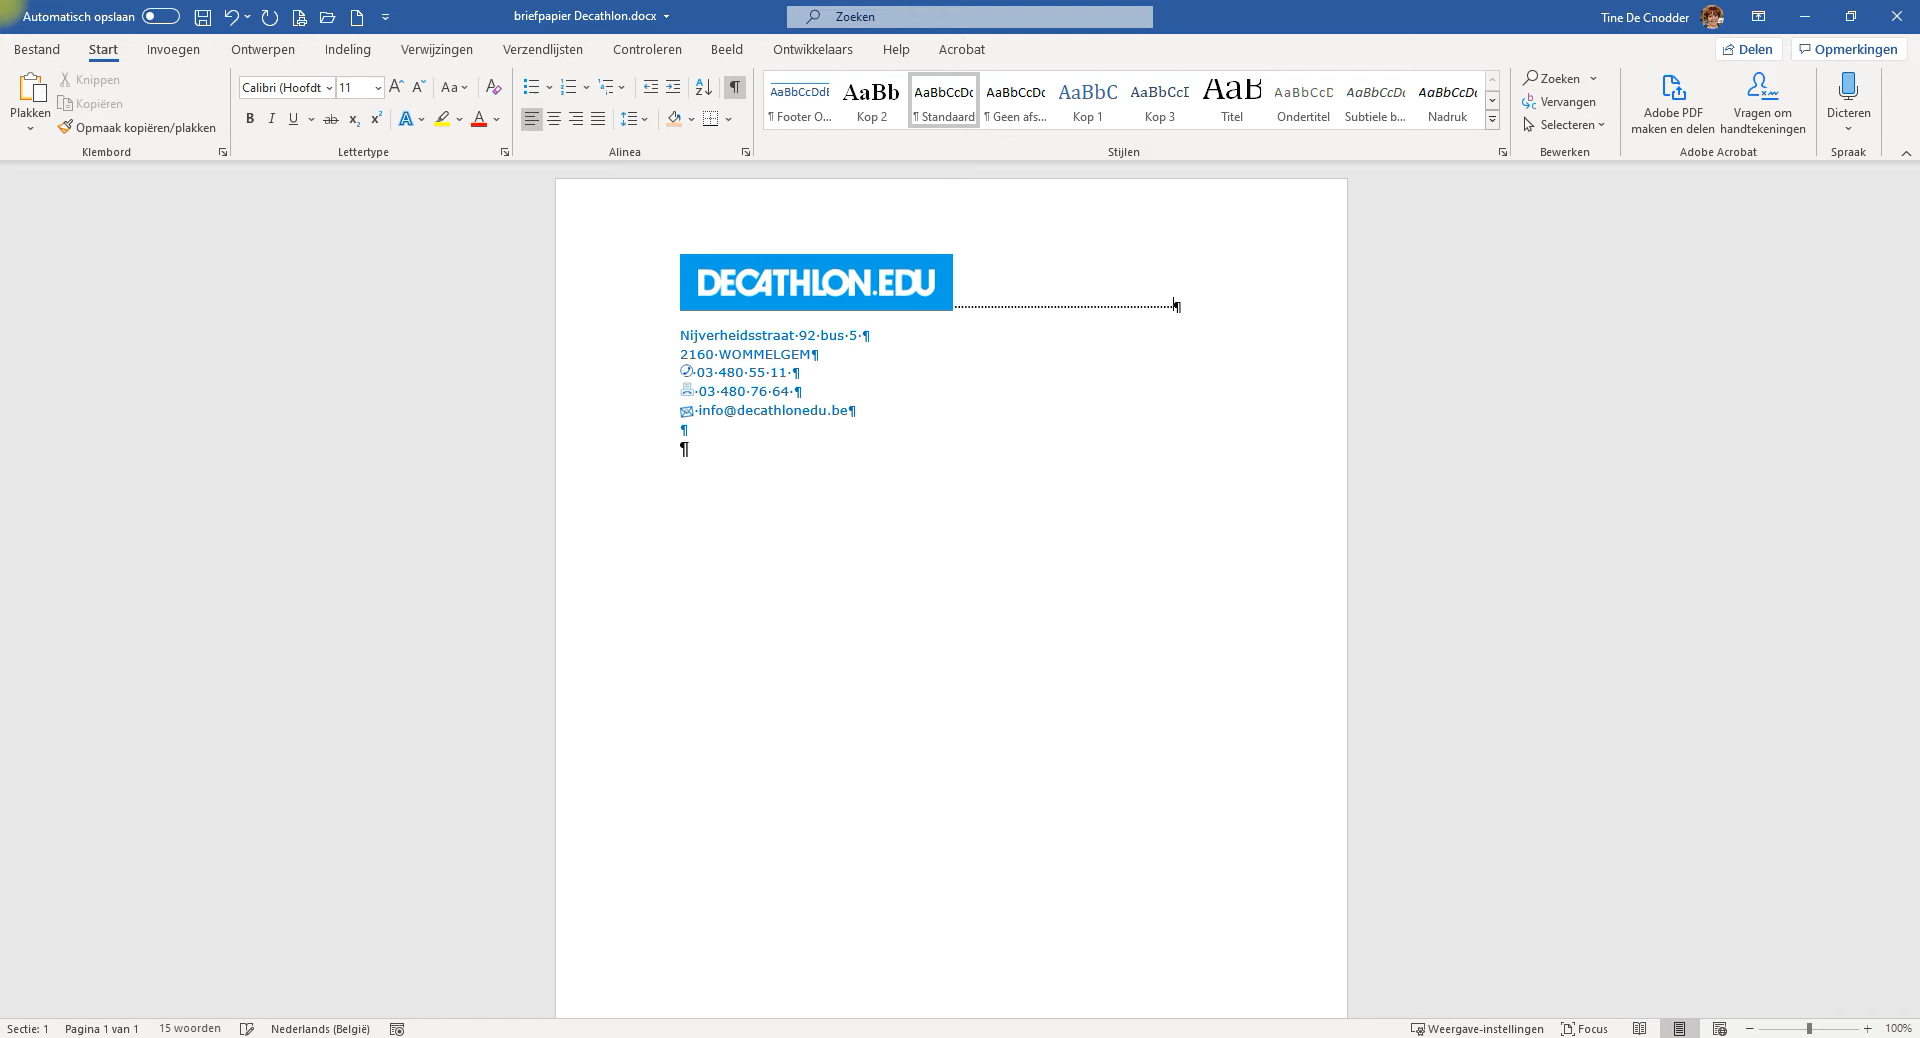 Automatisch opslaan
briefpapier Decathlon.docx
Zoeken
Tine De Cnodder
Bestand
Start
Invoegen
Ontwerpen
Indeling
Verwijzingen
Verzendlijsten
Controleren
Beeld
Ontwikkelaars
Help
Acrobat
Delen
Opmerkingen
Plakken
Knippen
Kopiëren
Opmaak kopiëren/plakken
Klembord
Calibri (Hoofdt
11
Lettertype
Alinea
AaBbCcDdE
¶ Footer O...
AaBb
Kop 2
AaBbCcDc
¶ Standaard
AaBbCcDc
¶ Geen afs...
AaBbC
Kop 1
AaBbCcI
Kop 3
AaB
Titel
AaBbCcD
Ondertitel
AaBbCcDc
Subtiele b...
AaBbCcDc
Nadruk
Stijlen
Zoeken
Vervangen
Selecteren
Bewerken
Adobe PDF
maken en delen
Vragen om
handtekeningen
Adobe Acrobat
Dicteren
Spraak
DECATHLON.EDU
¶
Nijverheidsstraat·92·bus·5·¶
2160·WOMMELGEM¶
·03·480·55·11·¶
·03·480·76·64·¶
·info@decathlonedu.be¶
¶
¶
Sectie: 1
Pagina 1 van 1
15 woorden
Nederlands (België)
Weergave-instellingen
Focus
100%